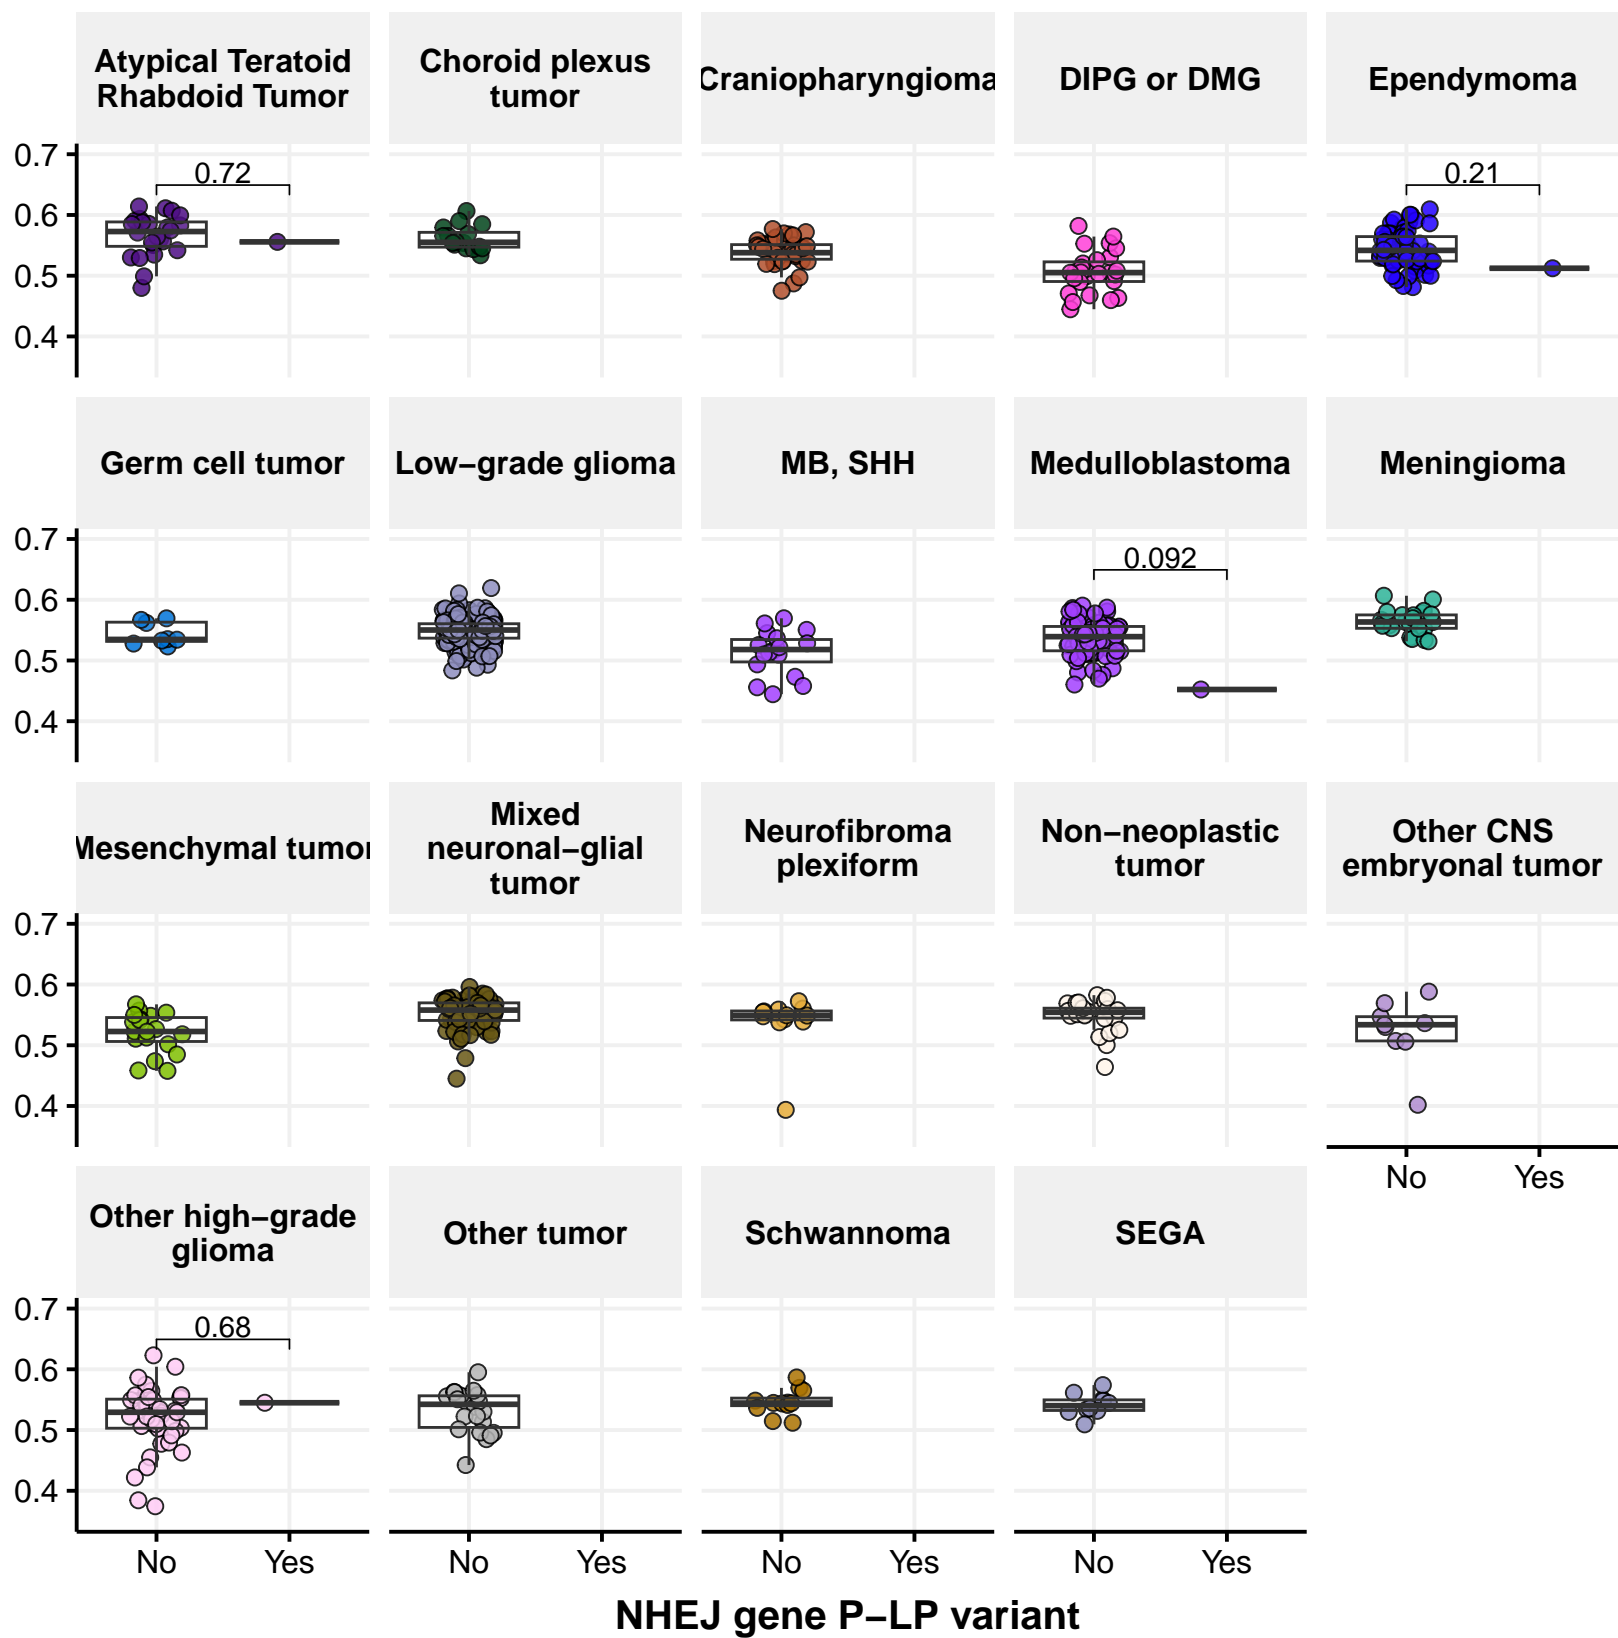 Atypical Teratoid
Rhabdoid Tumor
Choroid plexus
tumor
Craniopharyngioma
DIPG or DMG
Ependymoma
0.7
0.6
0.5
0.4
0.72
0.21
Germ cell tumor
Low−grade glioma
MB, SHH
Medulloblastoma
Meningioma
0.7
0.6
0.5
0.4
0.092
Mesenchymal tumor
Mixed
neuronal−glial
tumor
Neurofibroma
plexiform
Non−neoplastic
tumor
Other CNS
embryonal tumor
0.7
0.6
0.5
0.4
No Yes
Other high−grade
glioma
Other tumor
Schwannoma
SEGA
0.7
0.6
0.5
0.4
0.68
No Yes No Yes No Yes No Yes
NHEJ gene P−LP variant